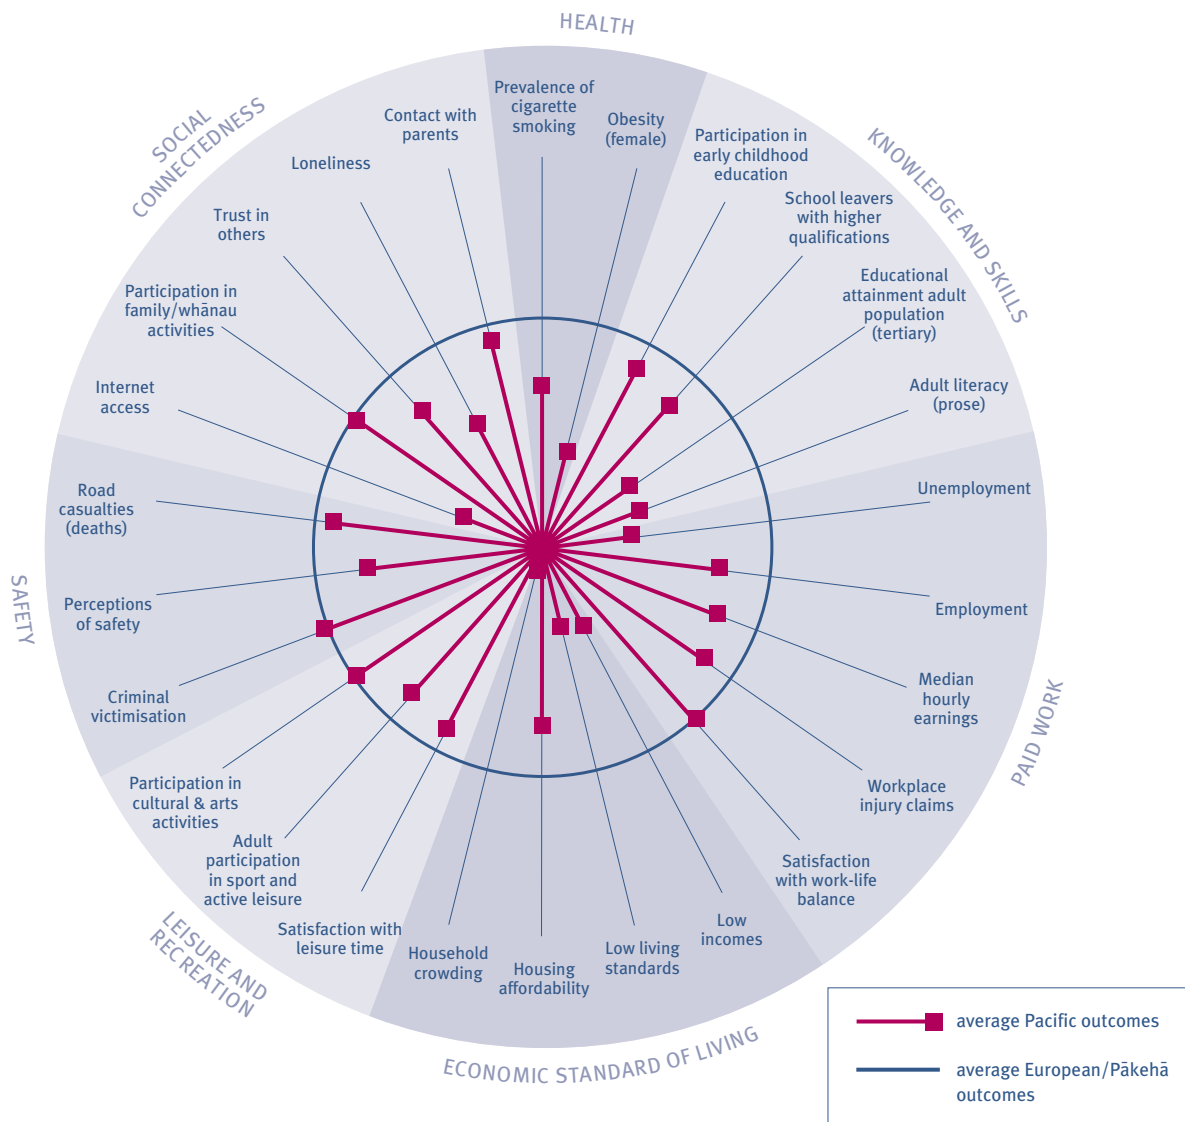 HEALTH
Prevalence of
cigarette
smoking
Obesity
(female)
KNOWLEDGE AND SKILLS
Participation in
early childhood
education
School leavers
with higher
qualifications
Educational
attainment adult
population
(tertiary)
Adult literacy
(prose)
PAID WORK
Unemployment
Employment
Median
hourly
earnings
Workplace
injury claims
Satisfaction
with work-life
balance
ECONOMIC STANDARD OF LIVING
Low
incomes
Low living
standards
Housing
affordability
Household
crowding
LEISURE AND
RECREATION
Satisfaction with
leisure time
Adult
participation
in sport and
active leisure
Participation in
cultural & arts
activities
SAFETY
Criminal
victimisation
Perceptions
of safety
Road
casualties
(deaths)
SOCIAL
CONNECTEDNESS
Internet
access
Participation in
family/whānau
activities
Trust in
others
Loneliness
Contact with
parents
average Pacific outcomes
average European/Pākehā
outcomes